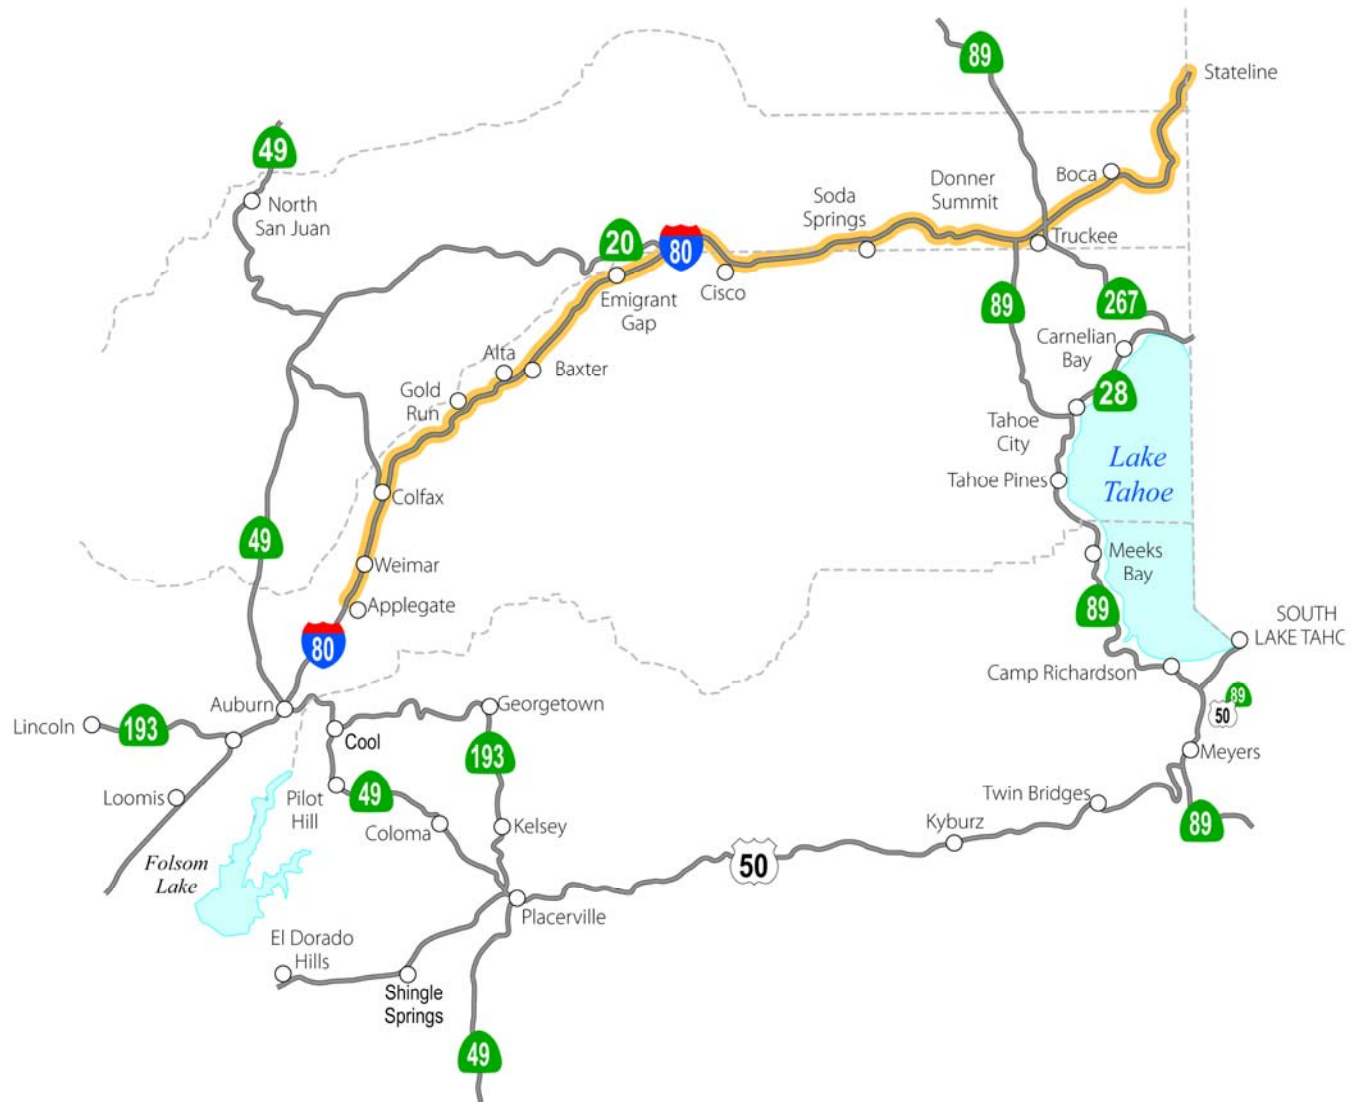 89
Stateline
49
Boca
Donner
Summit
Soda
Springs
North
San Juan
20
80
Truckee
Emigrant
Gap
Cisco
89
267
Carnelian
Bay
Alta
Baxter
Gold
Run
28
Tahoe
City
Lake
Tahoe
Tahoe Pines
Colfax
49
Weimar
Meeks
Bay
Applegate
89
80
SOUTH
LAKE TAHC
Camp Richardson
89
50
Auburn
Georgetown
Lincoln
193
Cool
193
Meyers
Loomis
Pilot
Hill
49
Twin Bridges
Coloma
Kelsey
Kyburz
89
Folsom
Lake
50
Placerville
El Dorado
Hills
Shingle
Springs
49